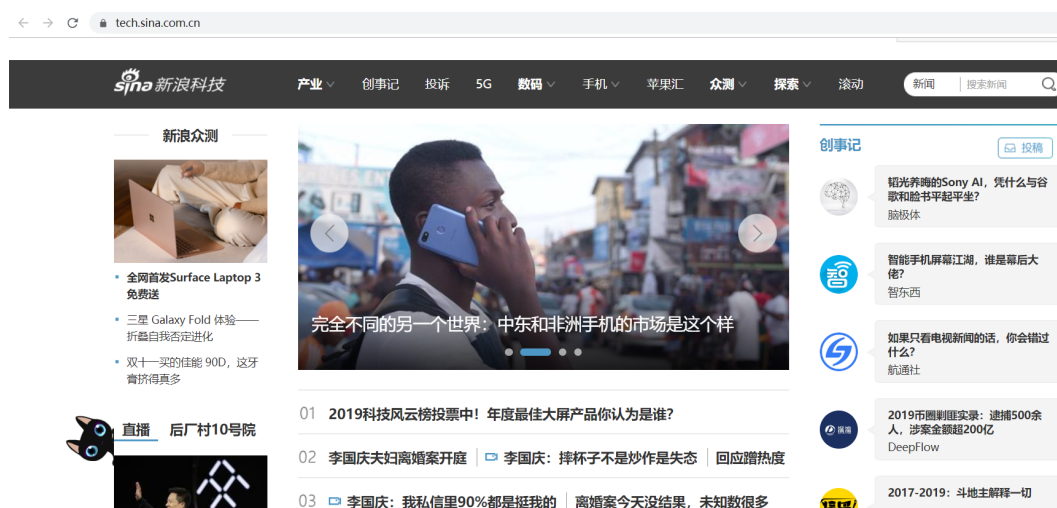 tech.sina.com.cn
sina 新浪科技 产业 创事记 投诉 5G 数码 手机 苹果汇 众测 探索 滚动 新闻 搜索新闻
新浪众测
全网首发Surface Laptop 3
免费送
三星 Galaxy Fold 体验——
折叠自我否定进化
双十一买的佳能 90D，这牙
膏挤得真多
直播 后厂村10号院
完全不同的另一个世界：中东和非洲手机的市场是这个样
01 2019科技风云榜投票中！年度最佳大屏产品你认为是谁？
02 李国庆夫妇离婚案开庭 李国庆：摔杯子不是炒作是失态 回应蹭热度
03 李国庆：我私信里90%都是挺我的 离婚案今天没结果，未知数很多
创事记 投稿
韬光养晦的Sony AI，凭什么与谷
歌和脸书平起平坐？
脑极体
智
智能手机屏幕江湖，谁是幕后大
佬？
智东西
如果只看电视新闻的话，你会错过
什么？
航通社
2019币圈剿匪实录：逮捕500余
人，涉案金额超200亿
DeepFlow
2017-2019：斗地主解释一切